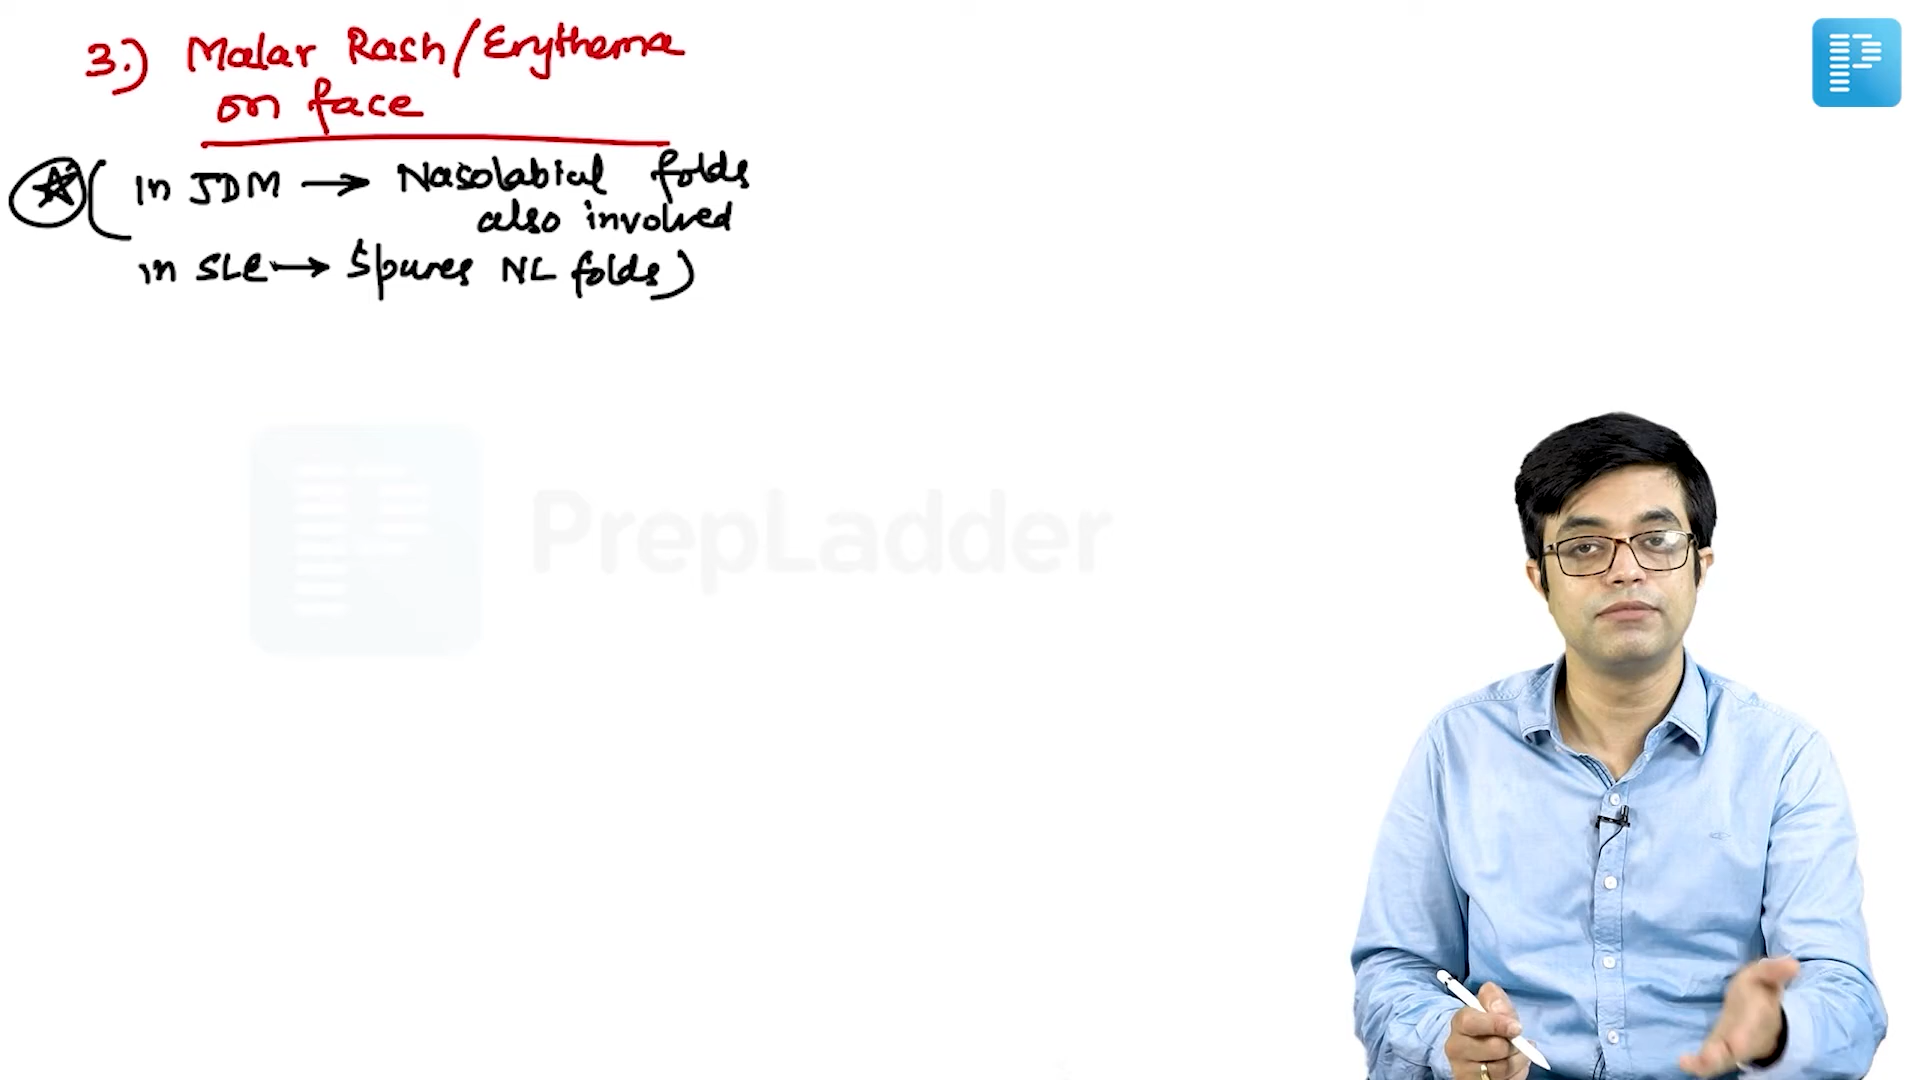 3.) Malar Rash/Erythema
on face
(in JDM → Nasolabial folds
also involved
in SLE → Spares NL folds)
PrepLadder